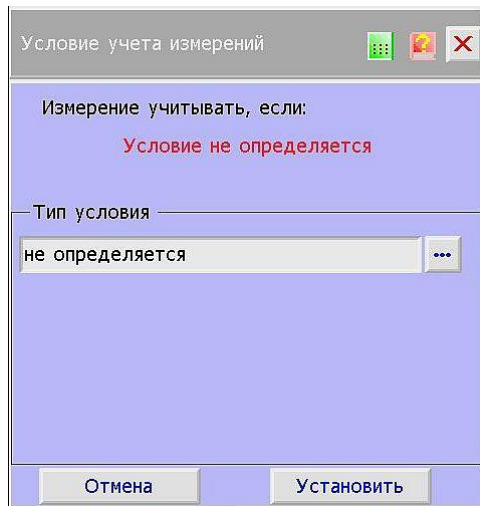 Условие учета измерений
Измерение учитывать, если:
Условие не определяется
Тип условия
не определяется
...
Отмена
Установить